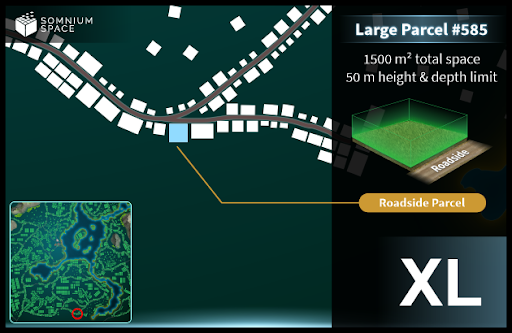 SOMNIUM
SPACE
Large Parcel #585
1500 m² total space
50 m height & depth limit
Roadside
Roadside Parcel
XL